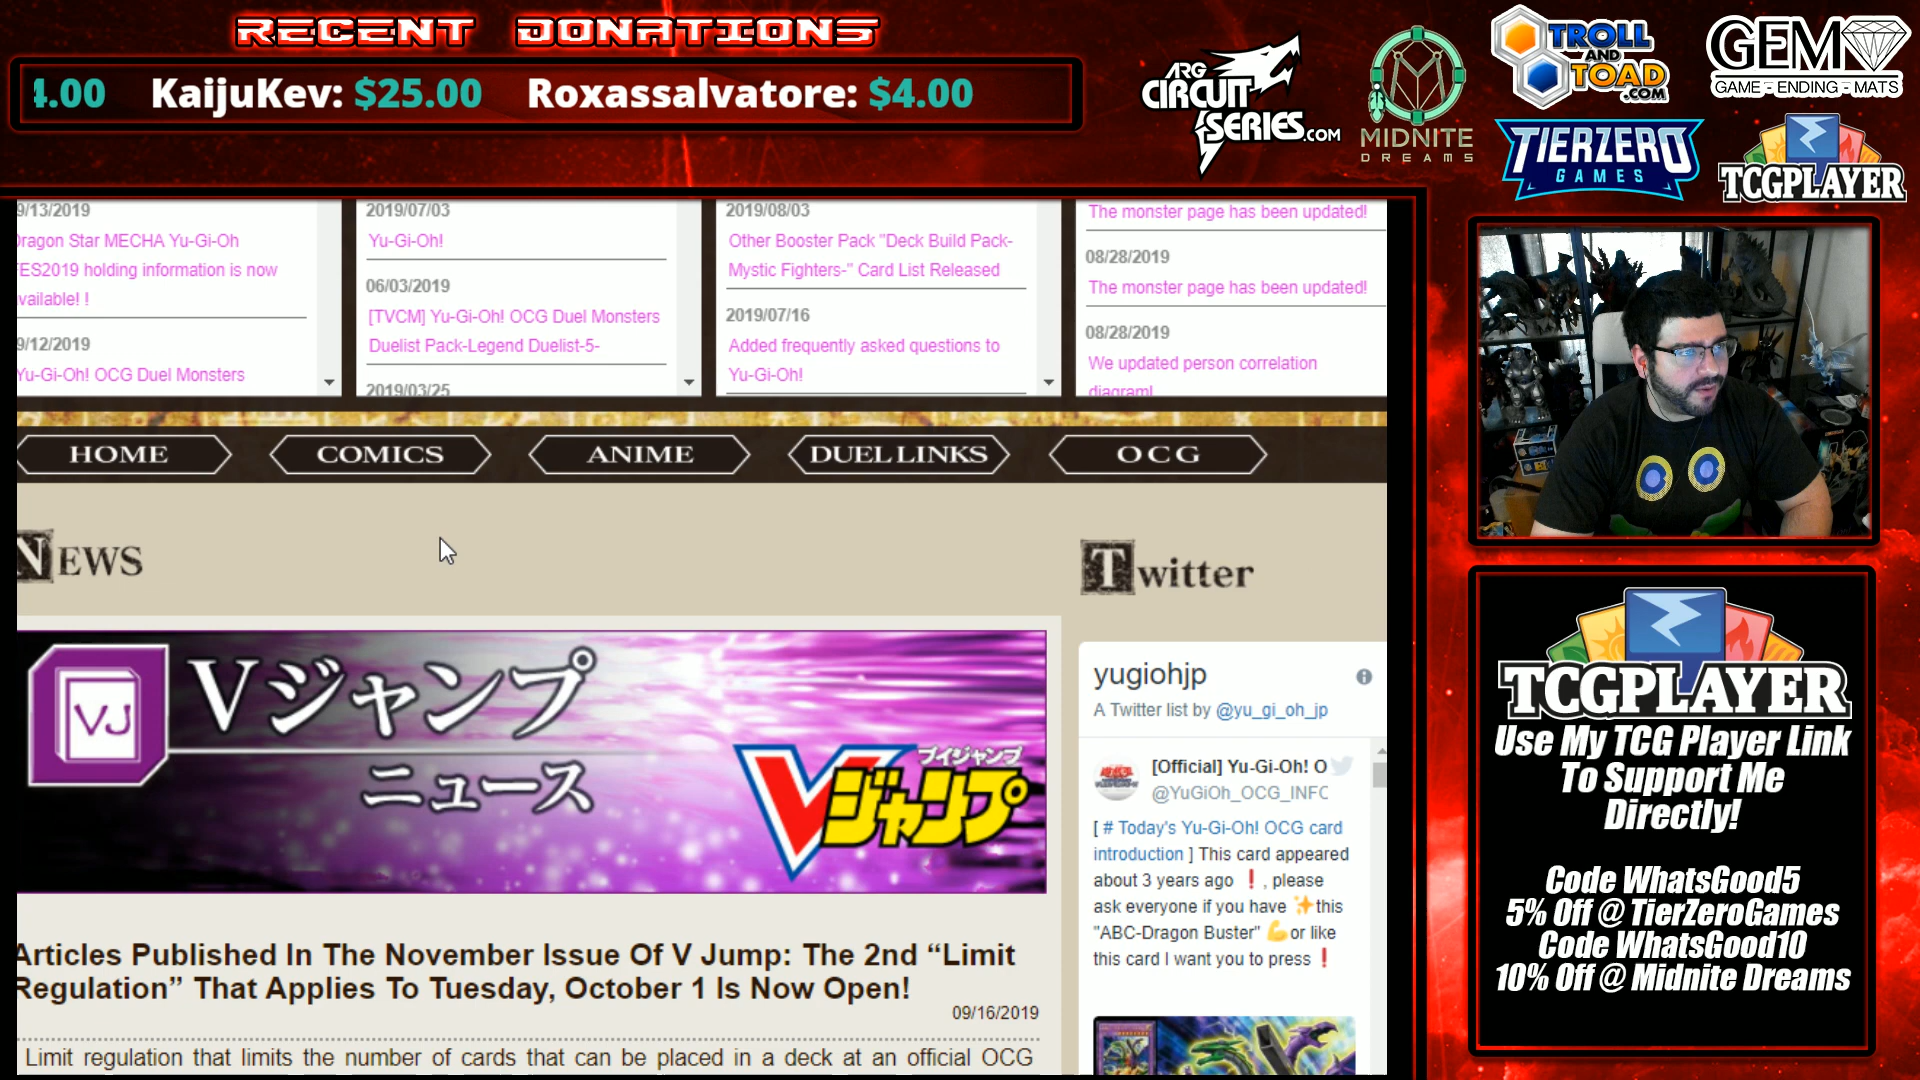 RECENT DONATIONS
4.00 KaijuKev: $25.00 Roxassalvatore: $4.00
ARG
CIRCUIT
SERIES.COM
MIDNITE
DREAMS
TROLL
AND
TOAD
.COM
GEM
GAME - ENDING - MATS
TIERZERO
GAMES
TCGPLAYER
9/13/2019
Dragon Star MECHA Yu-Gi-Oh
FES2019 holding information is now
available! !
9/12/2019
Yu-Gi-Oh! OCG Duel Monsters
2019/07/03
Yu-Gi-Oh!
06/03/2019
[TVCM] Yu-Gi-Oh! OCG Duel Monsters
Duelist Pack-Legend Duelist-5-
2019/03/25
2019/08/03
Other Booster Pack "Deck Build Pack-
Mystic Fighters-" Card List Released
2019/07/16
Added frequently asked questions to
Yu-Gi-Oh!
The monster page has been updated!
08/28/2019
The monster page has been updated!
08/28/2019
We updated person correlation
diagram!
HOME COMICS ANIME DUEL LINKS OCG
NEWS
Twitter
VJ
Vジャンプ
ニュース
ブイジャンプ
Vジャンプ
yugiohjp
A Twitter list by @yu_gi_oh_jp
[Official] Yu-Gi-Oh! O
@YuGiOh_OCG_INFO
[ # Today's Yu-Gi-Oh! OCG card
introduction ] This card appeared
about 3 years ago ❗, please
ask everyone if you have ✨this
"ABC-Dragon Buster" 💪or like
this card I want you to press❗
Articles Published In The November Issue Of V Jump: The 2nd “Limit
Regulation” That Applies To Tuesday, October 1 Is Now Open!
09/16/2019
Limit regulation that limits the number of cards that can be placed in a deck at an official OCG
TCGPLAYER
Use My TCG Player Link
To Support Me
Directly!
Code WhatsGood5
5% Off @ TierZeroGames
Code WhatsGood10
10% Off @ Midnite Dreams